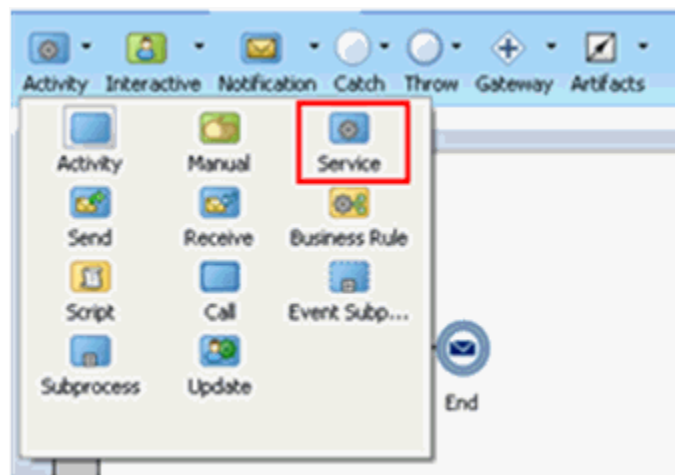 Activity Interactive Notification Catch Throw Gateway Artifacts
Activity Manual Service
Send Receive Business Rule
Script Call Event Subp...
Subprocess Update
End